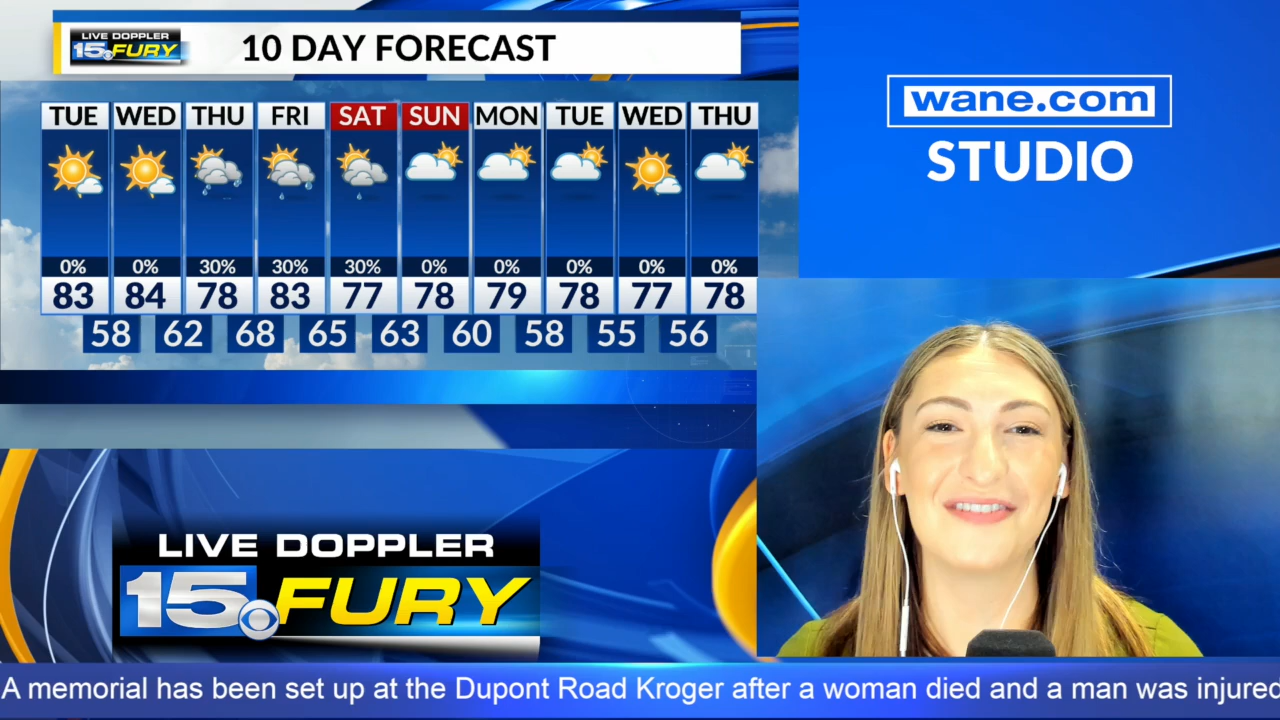 LIVE DOPPLER
15 FURY
10 DAY FORECAST
TUE WED THU FRI SAT SUN MON TUE WED THU
0% 0% 30% 30% 30% 0% 0% 0% 0% 0%
83 84 78 83 77 78 79 78 77 78
58 62 68 65 63 60 58 55 56
wane.com
STUDIO
LIVE DOPPLER
15 FURY
A memorial has been set up at the Dupont Road Kroger after a woman died and a man was injured